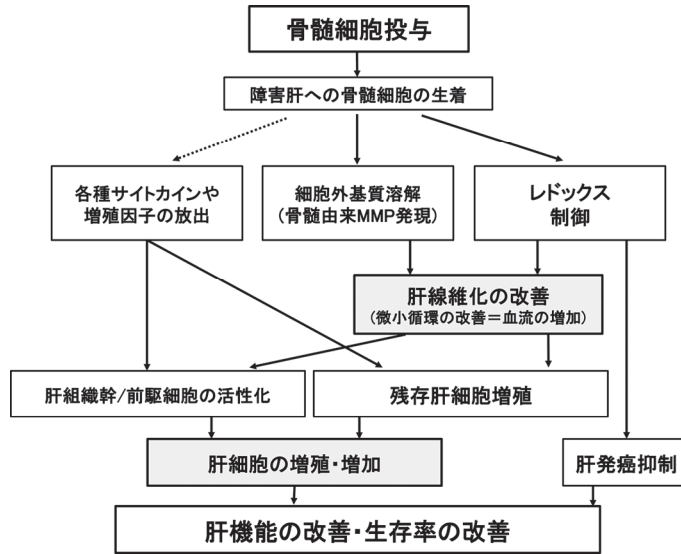 骨髄細胞投与
障害肝への骨髄細胞の生着
各種サイトカインや
増殖因子の放出
細胞外基質溶解
(骨髄由来MMP発現)
レドックス
制御
肝線維化の改善
(微小循環の改善＝血流の増加)
肝組織幹/前駆細胞の活性化
残存肝細胞増殖
肝細胞の増殖・増加
肝発癌抑制
肝機能の改善・生存率の改善